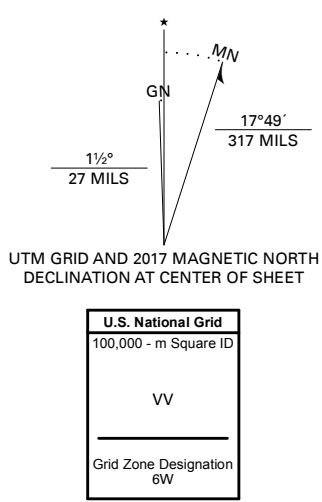 ★
MN
GN
17°49´
317 MILS
1½°
27 MILS
UTM GRID AND 2017 MAGNETIC NORTH
DECLINATION AT CENTER OF SHEET
U.S. National Grid
100,000 - m Square ID
VV
Grid Zone Designation
6W